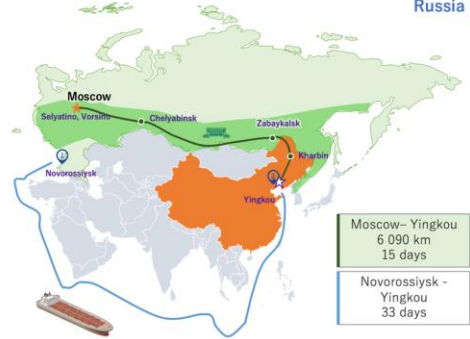 Russia
Moscow
Selyatino, Vorsino
Chelyabinsk
Zabaykalsk
Kharbin
Novorossiysk
Yingkou
Moscow– Yingkou
6 090 km
15 days
Novorossiysk -
Yingkou
33 days